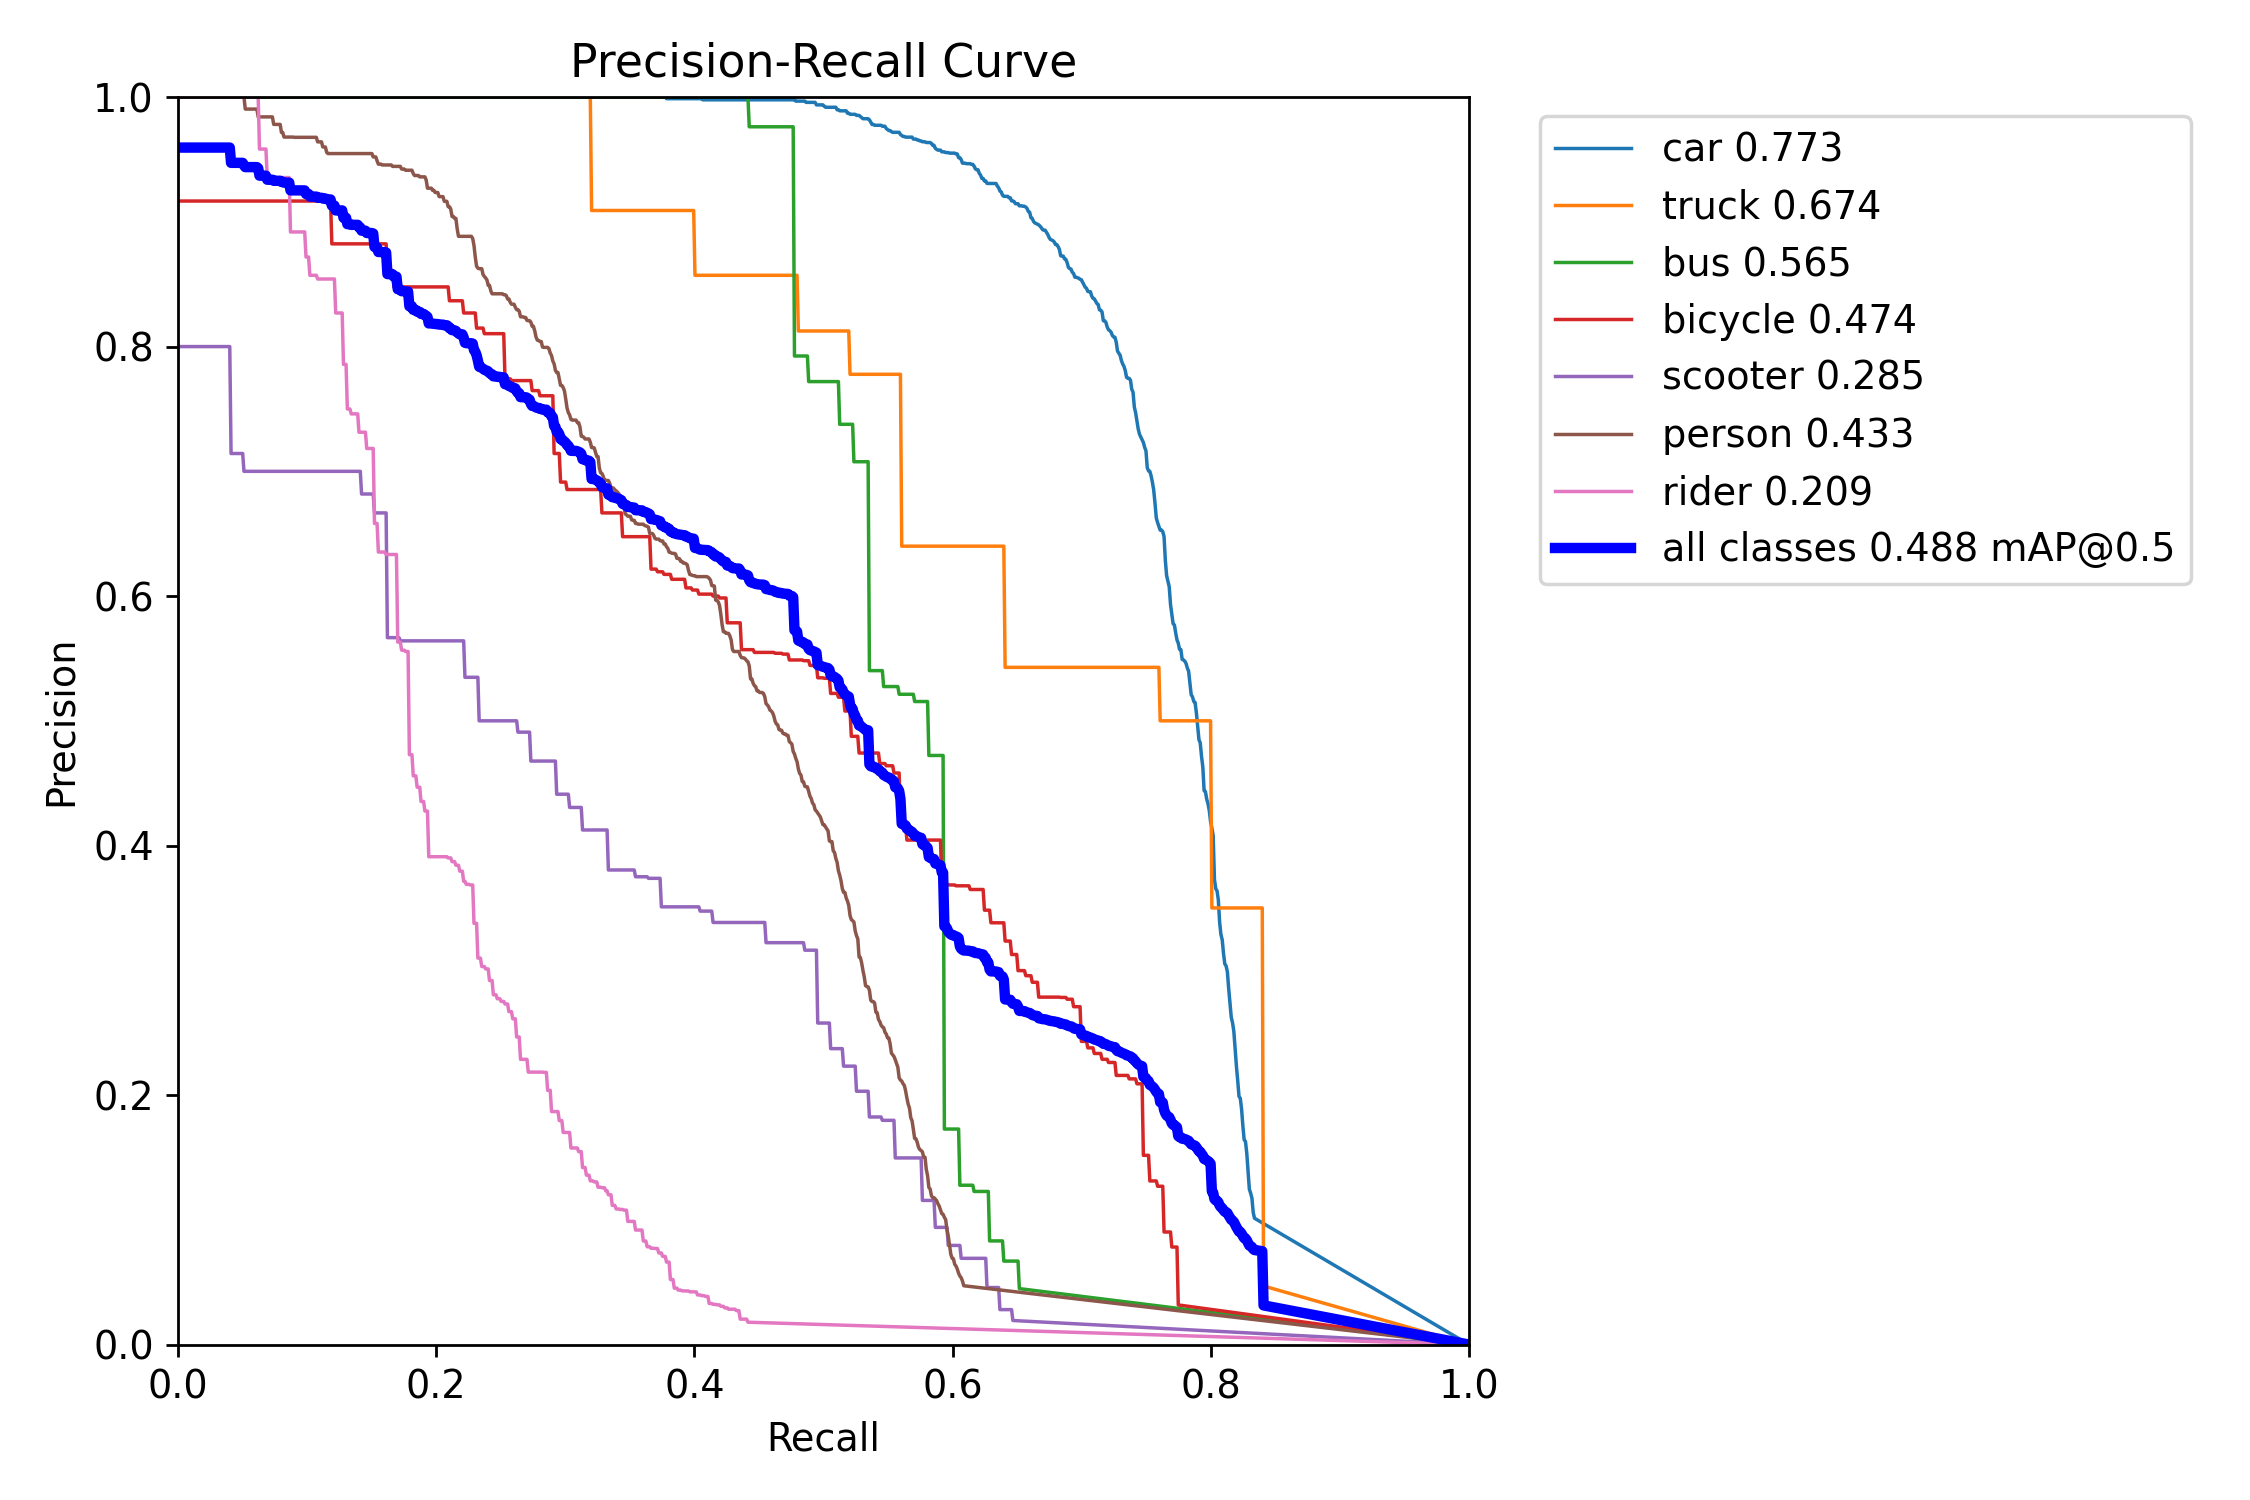 Precision-Recall Curve
1.0
0.8
0.6
0.4
0.2
0.0
Precision
0.0 0.2 0.4 0.6 0.8 1.0
Recall
car 0.773
truck 0.674
bus 0.565
bicycle 0.474
scooter 0.285
person 0.433
rider 0.209
all classes 0.488 mAP@0.5